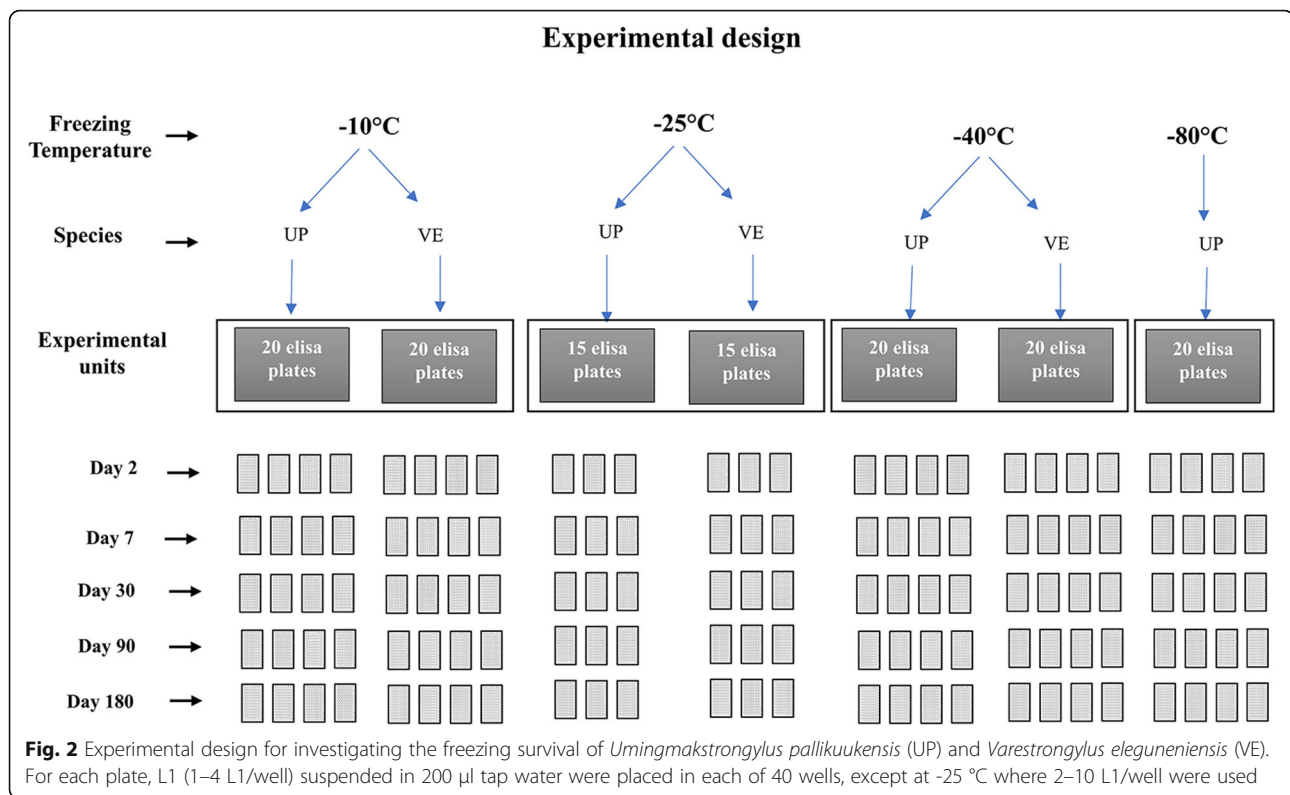 Experimental design
Freezing
Temperature
-10°C
-25°C
-40°C
-80°C
Species
UP
VE
UP
VE
UP
VE
UP
Experimental
units
20 elisa
plates
20 elisa
plates
15 elisa
plates
15 elisa
plates
20 elisa
plates
20 elisa
plates
20 elisa
plates
Day 2
Day 7
Day 30
Day 90
Day 180
Fig. 2 Experimental design for investigating the freezing survival of Umingmakstrongylus pallikuukensis (UP) and Varestrongylus eleguneniensis (VE).
For each plate, L1 (1–4 L1/well) suspended in 200 μl tap water were placed in each of 40 wells, except at -25 °C where 2–10 L1/well were used